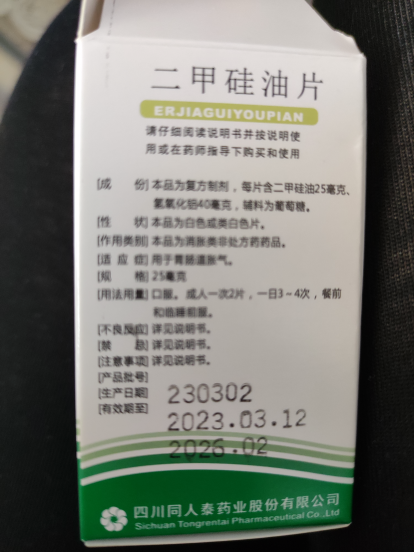 二甲硅油片
ERJIAGUIYOUPIAN
请仔细阅读说明书并按说明使
用或在药师指导下购买和使用
[成　份] 本品为复方制剂，每片含二甲硅油25毫克、
氢氧化铝40毫克，辅料为葡萄糖。
[性　状] 本品为白色或类白色片。
[作用类别] 本品为消胀类非处方药药品。
[适 应 症] 用于胃肠道胀气。
[规　格] 25毫克
[用法用量] 口服。成人一次2片，一日3~4次，餐前
和临睡前服。
[不良反应] 详见说明书。
[禁　忌] 详见说明书。
[注意事项] 详见说明书。
[产品批号] 230302
[生产日期] 2023.03.12
[有效期至] 2026.02
四川同人泰药业股份有限公司
Sichuan Tongrentai Pharmaceutical Co.,Ltd